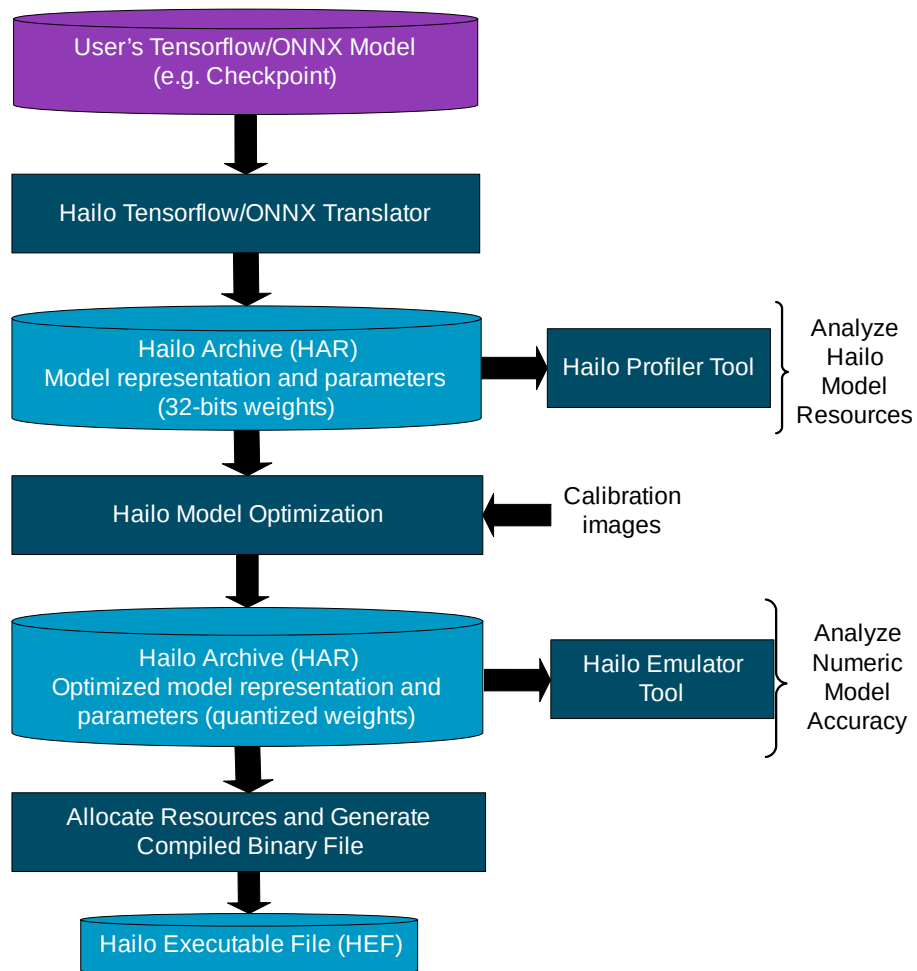 User’s Tensorflow/ONNX Model
(e.g. Checkpoint)
Hailo Tensorflow/ONNX Translator
Hailo Archive (HAR)
Model representation and parameters
(32-bits weights)
Hailo Profiler Tool
Analyze
Hailo
Model
Resources
Hailo Model Optimization
Calibration
images
Hailo Archive (HAR)
Optimized model representation and
parameters (quantized weights)
Hailo Emulator
Tool
Analyze
Numeric
Model
Accuracy
Allocate Resources and Generate
Compiled Binary File
Hailo Executable File (HEF)